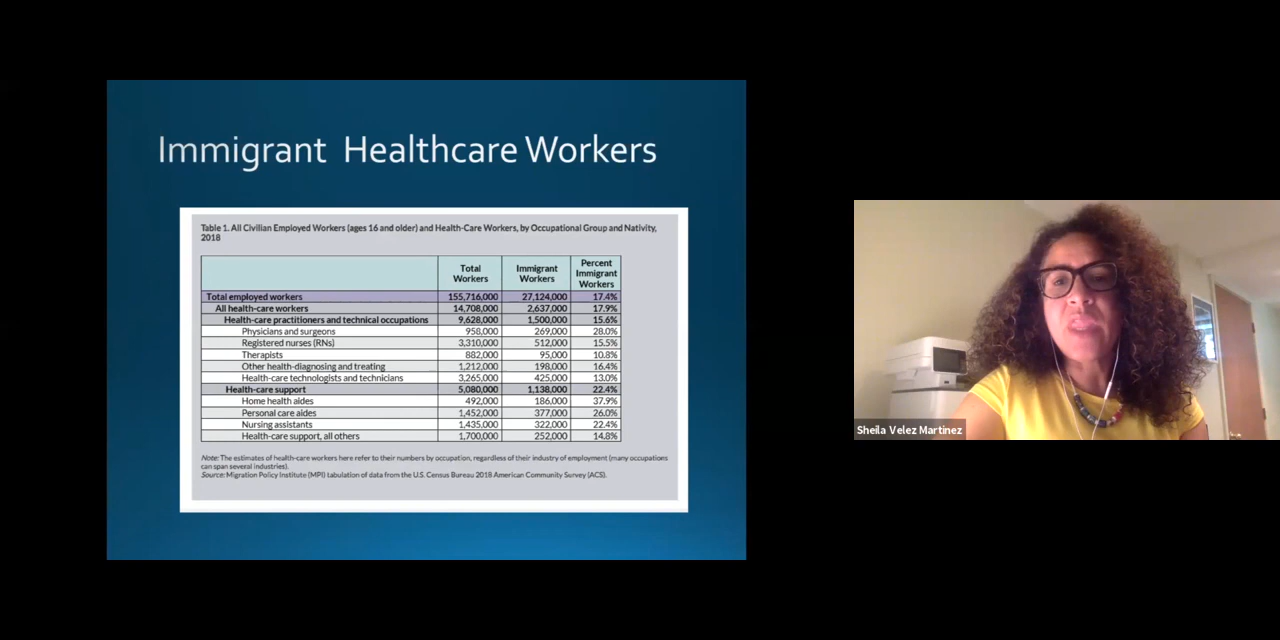 Immigrant Healthcare Workers
Table 1. All Civilian Employed Workers (ages 16 and older) and Health-Care Workers, by Occupational Group and Nativity,
2018
Total Workers Immigrant Workers Percent Immigrant Workers
Total employed workers 155,716,000 27,124,000 17.4%
All health-care workers 14,708,000 2,637,000 17.9%
Health-care practitioners and technical occupations 9,628,000 1,500,000 15.6%
Physicians and surgeons 958,000 269,000 28.0%
Registered nurses (RNs) 3,310,000 512,000 15.5%
Therapists 882,000 95,000 10.8%
Other health-diagnosing and treating 1,212,000 198,000 16.4%
Health-care technologists and technicians 3,265,000 425,000 13.0%
Health-care support 5,080,000 1,138,000 22.4%
Home health aides 492,000 186,000 37.9%
Personal care aides 1,452,000 377,000 26.0%
Nursing assistants 1,435,000 322,000 22.4%
Health-care support, all others 1,700,000 252,000 14.8%
Note: The estimates of health-care workers here refer to their numbers by occupation, regardless of their industry of employment (many occupations
can span several industries).
Source: Migration Policy Institute (MPI) tabulation of data from the U.S. Census Bureau 2018 American Community Survey (ACS).
Sheila Velez Martinez